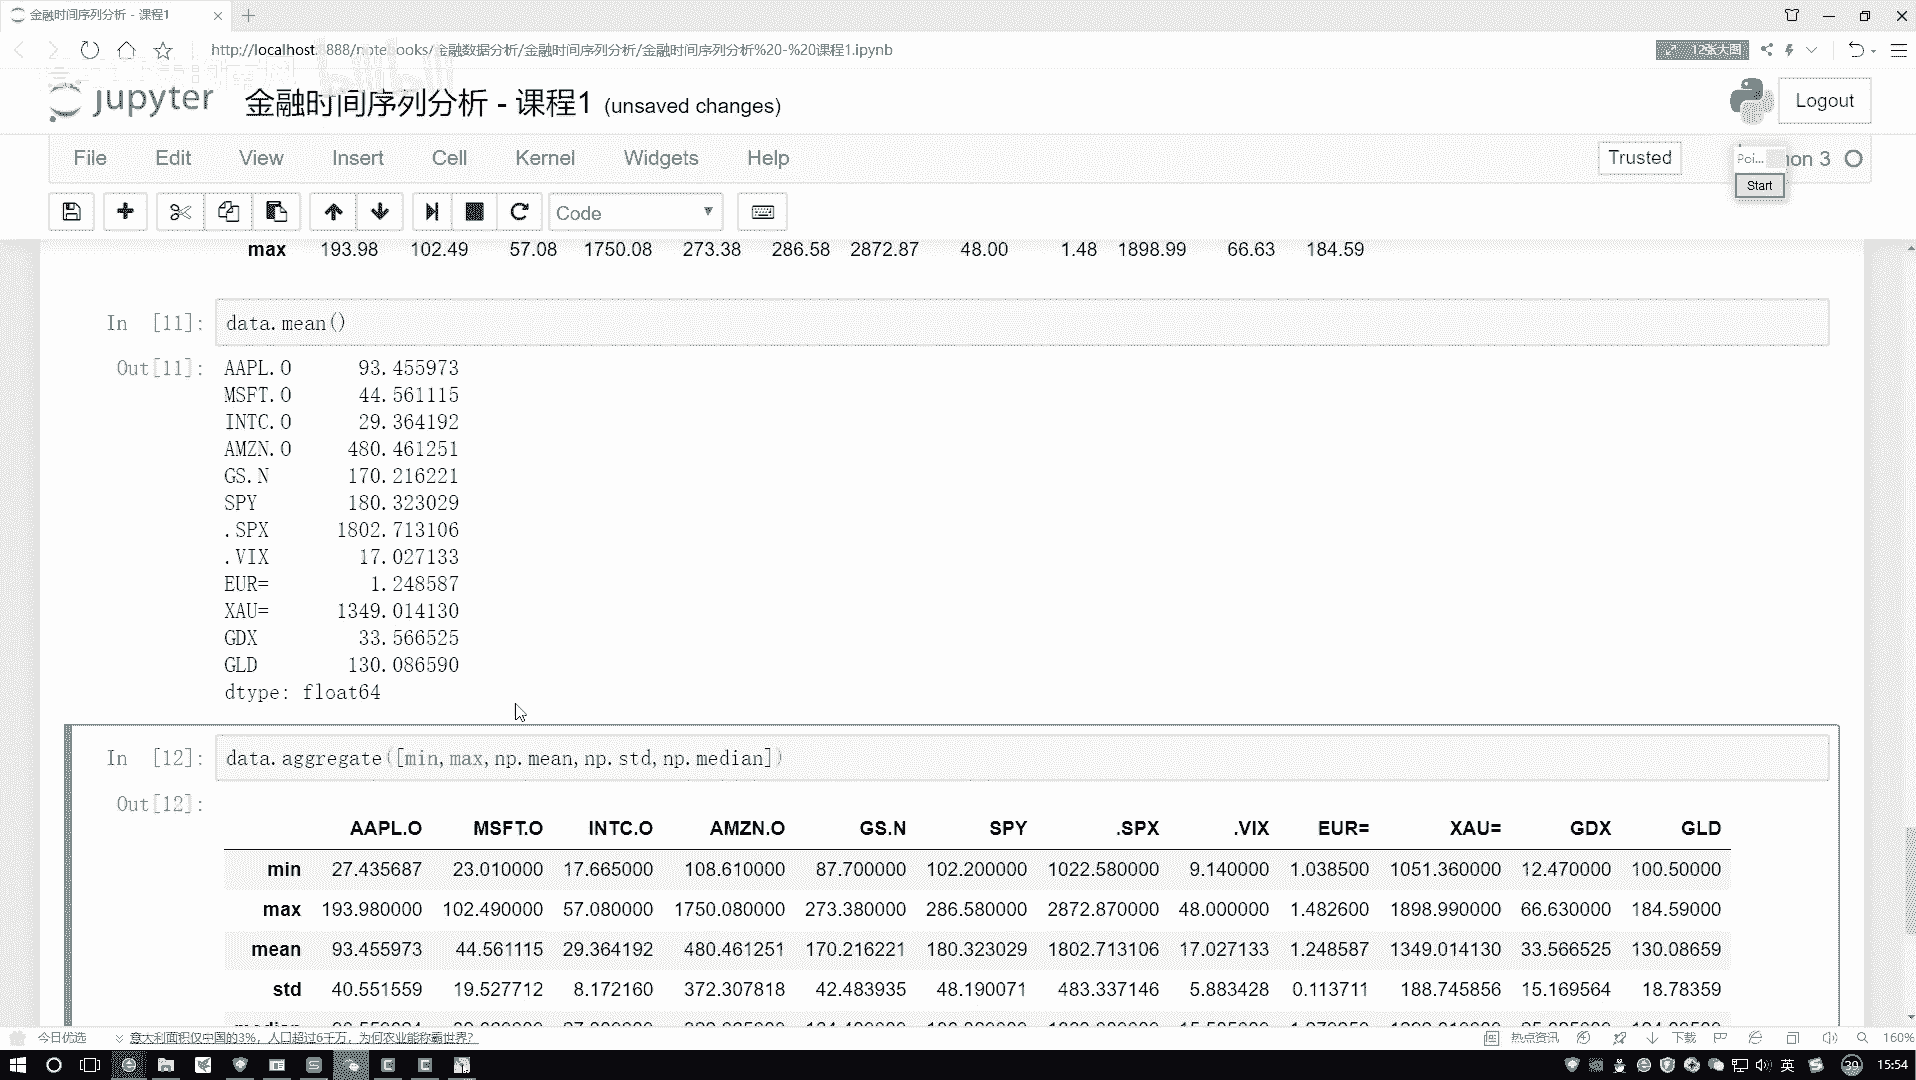 金融时间序列分析 - 课程1
http://localhost:8888/notebooks/金融数据分析/金融时间序列分析/金融时间序列分析%20-%20课程1.ipynb
12张大图
jupyter 金融时间序列分析 - 课程1 (unsaved changes)
Logout
File Edit View Insert Cell Kernel Widgets Help
Trusted
Poi... hon 3
Start
Code
max 193.98 102.49 57.08 1750.08 273.38 286.58 2872.87 48.00 1.48 1898.99 66.63 184.59
In [11]: data.mean()
Out[11]: AAPL.O 93.455973
MSFT.O 44.561115
INTC.O 29.364192
AMZN.O 480.461251
GS.N 170.216221
SPY 180.323029
.SPX 1802.713106
.VIX 17.027133
EUR= 1.248587
XAU= 1349.014130
GDX 33.566525
GLD 130.086590
dtype: float64
In [12]: data.aggregate([min,max,np.mean,np.std,np.median])
Out[12]:
AAPL.O MSFT.O INTC.O AMZN.O GS.N SPY .SPX .VIX EUR= XAU= GDX GLD
min 27.435687 23.010000 17.665000 108.610000 87.700000 102.200000 1022.580000 9.140000 1.038500 1051.360000 12.470000 100.50000
max 193.980000 102.490000 57.080000 1750.080000 273.380000 286.580000 2872.870000 48.000000 1.482600 1898.990000 66.630000 184.59000
mean 93.455973 44.561115 29.364192 480.461251 170.216221 180.323029 1802.713106 17.027133 1.248587 1349.014130 33.566525 130.08659
std 40.551559 19.527712 8.172160 372.307818 42.483935 48.190071 483.337146 5.883428 0.113711 188.745856 15.169564 18.78359
今日优选 意大利面积仅中国的3%，人口超过6千万，为何农业能称霸世界？ 热点资讯 下载 160%
英 39 15:54